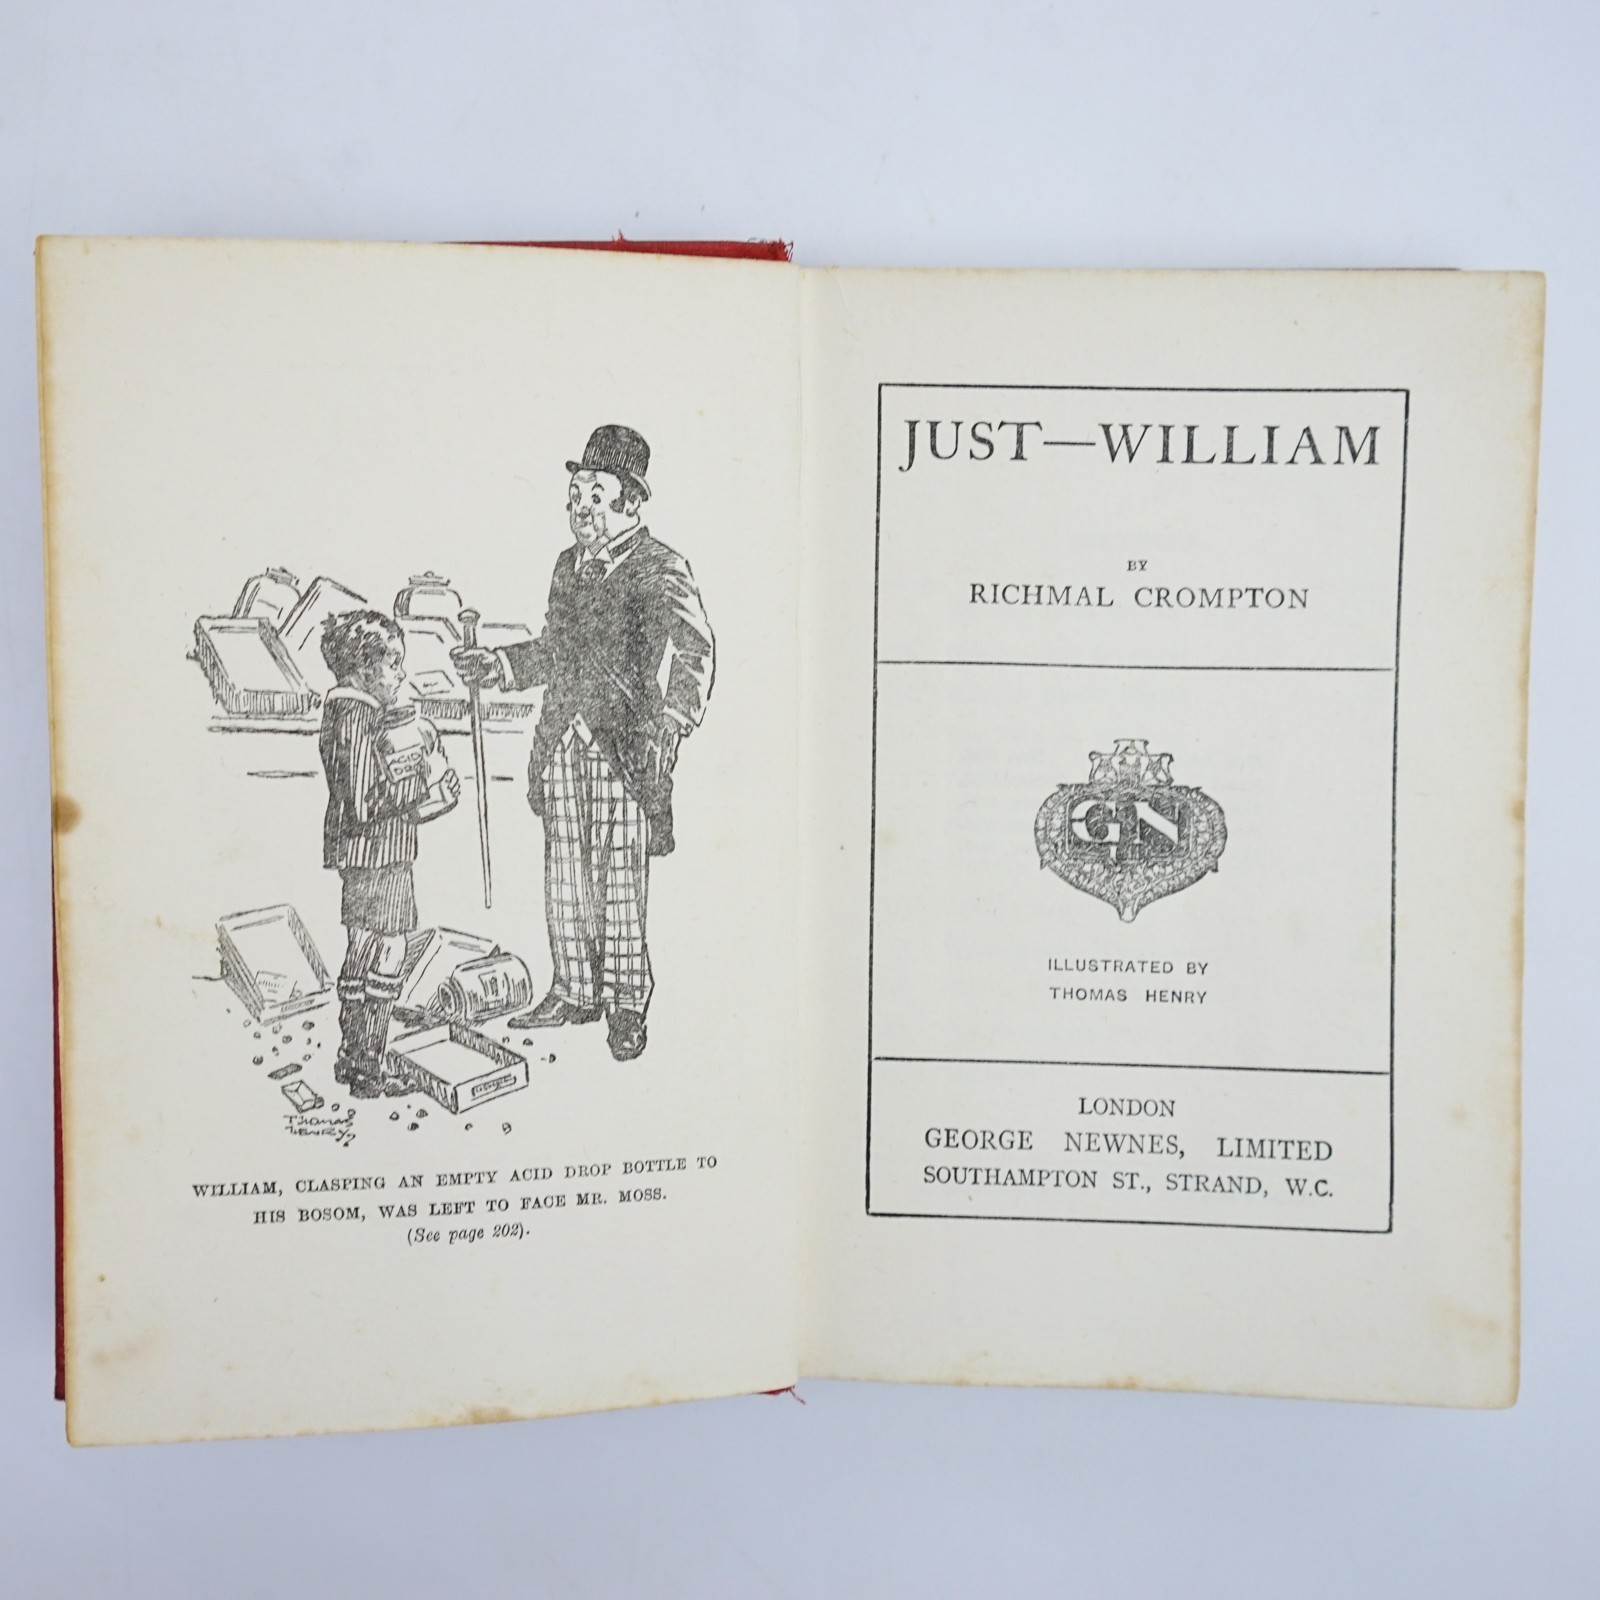 ACID
DRO
THOMAS
HENRY
WILLIAM, CLASPING AN EMPTY ACID DROP BOTTLE TO
HIS BOSOM, WAS LEFT TO FACE MR. MOSS.
(See page 202).
JUST—WILLIAM
BY
RICHMAL CROMPTON
GN
ILLUSTRATED BY
THOMAS HENRY
LONDON
GEORGE NEWNES, LIMITED
SOUTHAMPTON ST., STRAND, W.C.